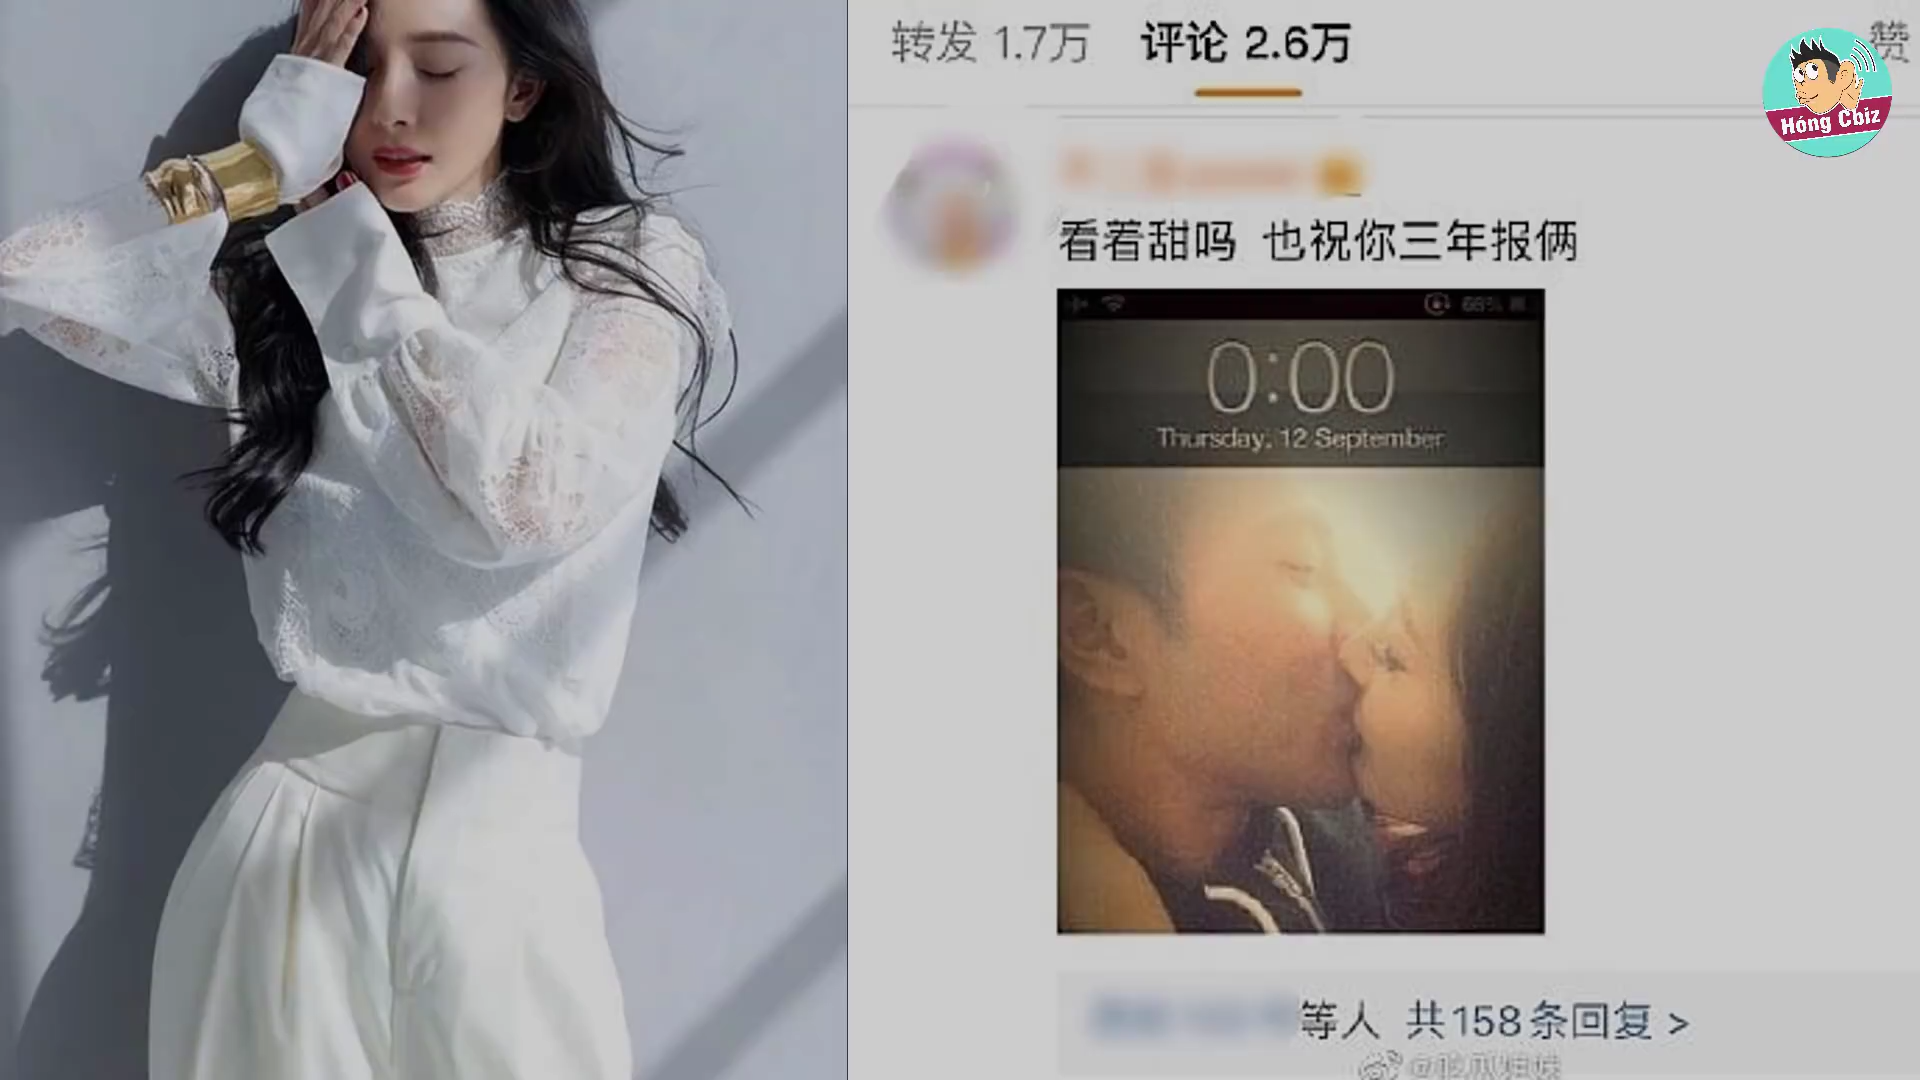 转发 1.7万 评论 2.6万 赞
Hóng Cbiz
看着甜吗 也祝你三年报俩
68%
0:00
Thursday, 12 September
等人 共158条回复 >